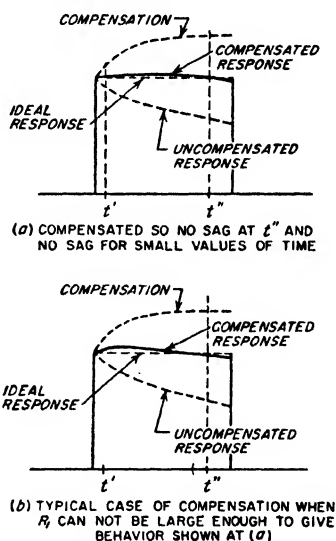 COMPENSATION
COMPENSATED
RESPONSE
IDEAL
RESPONSE
UNCOMPENSATED
RESPONSE
t' t"
(a) COMPENSATED SO NO SAG AT t" AND
NO SAG FOR SMALL VALUES OF TIME
COMPENSATION
COMPENSATED
RESPONSE
IDEAL
RESPONSE
UNCOMPENSATED
RESPONSE
t' t"
(b) TYPICAL CASE OF COMPENSATION WHEN
R₁ CAN NOT BE LARGE ENOUGH TO GIVE
BEHAVIOR SHOWN AT (a)